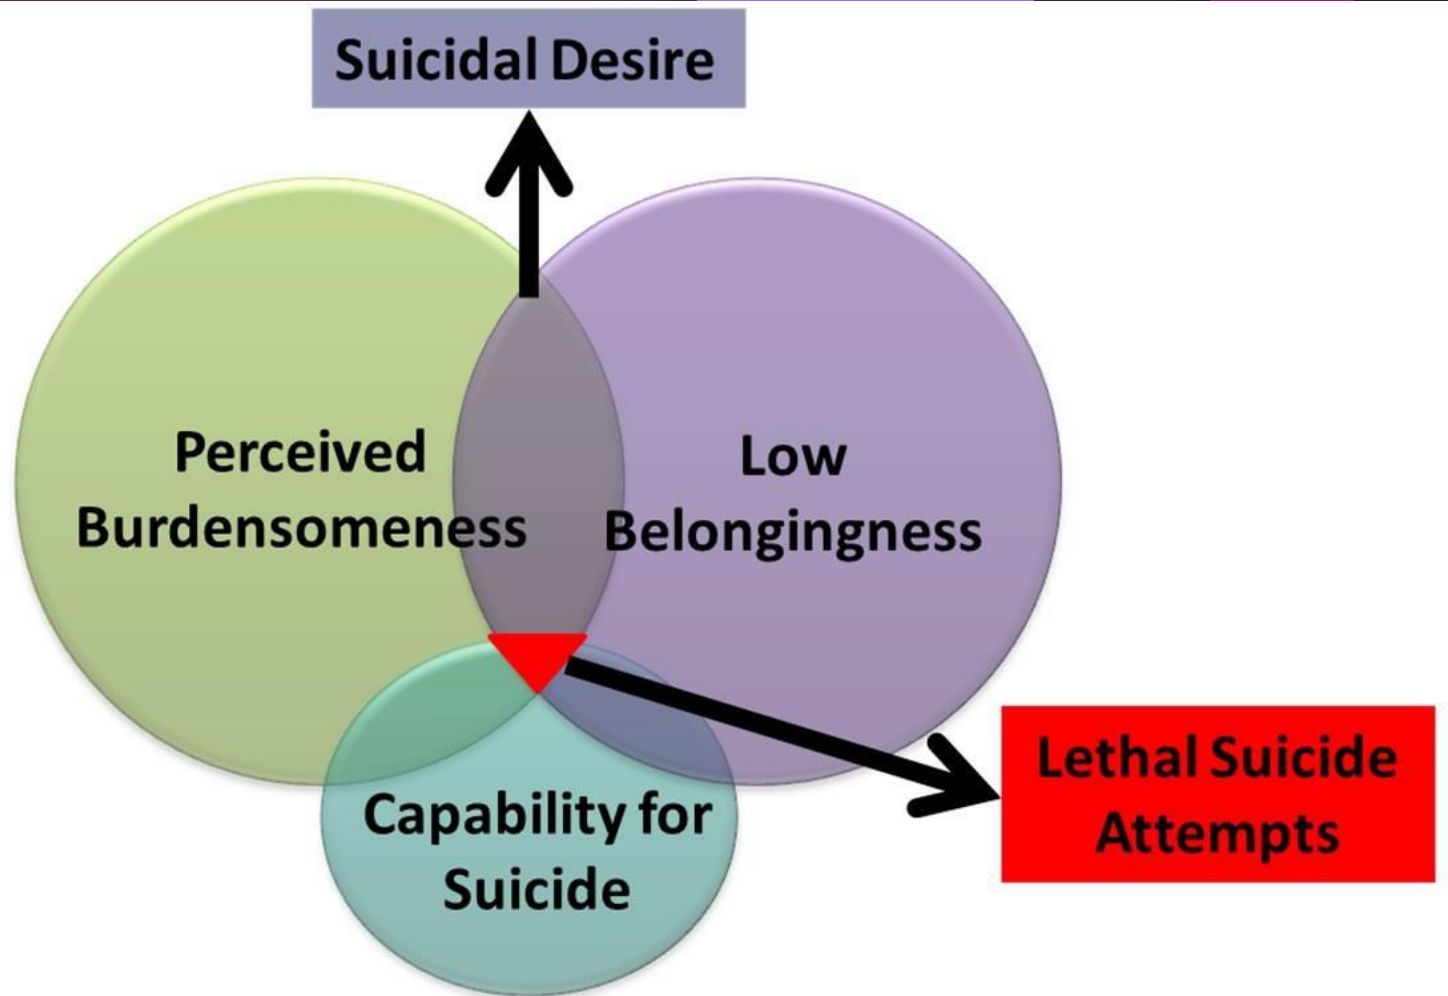 Suicidal Desire
Perceived
Burdensomeness
Low
Belongingness
Capability for
Suicide
Lethal Suicide
Attempts